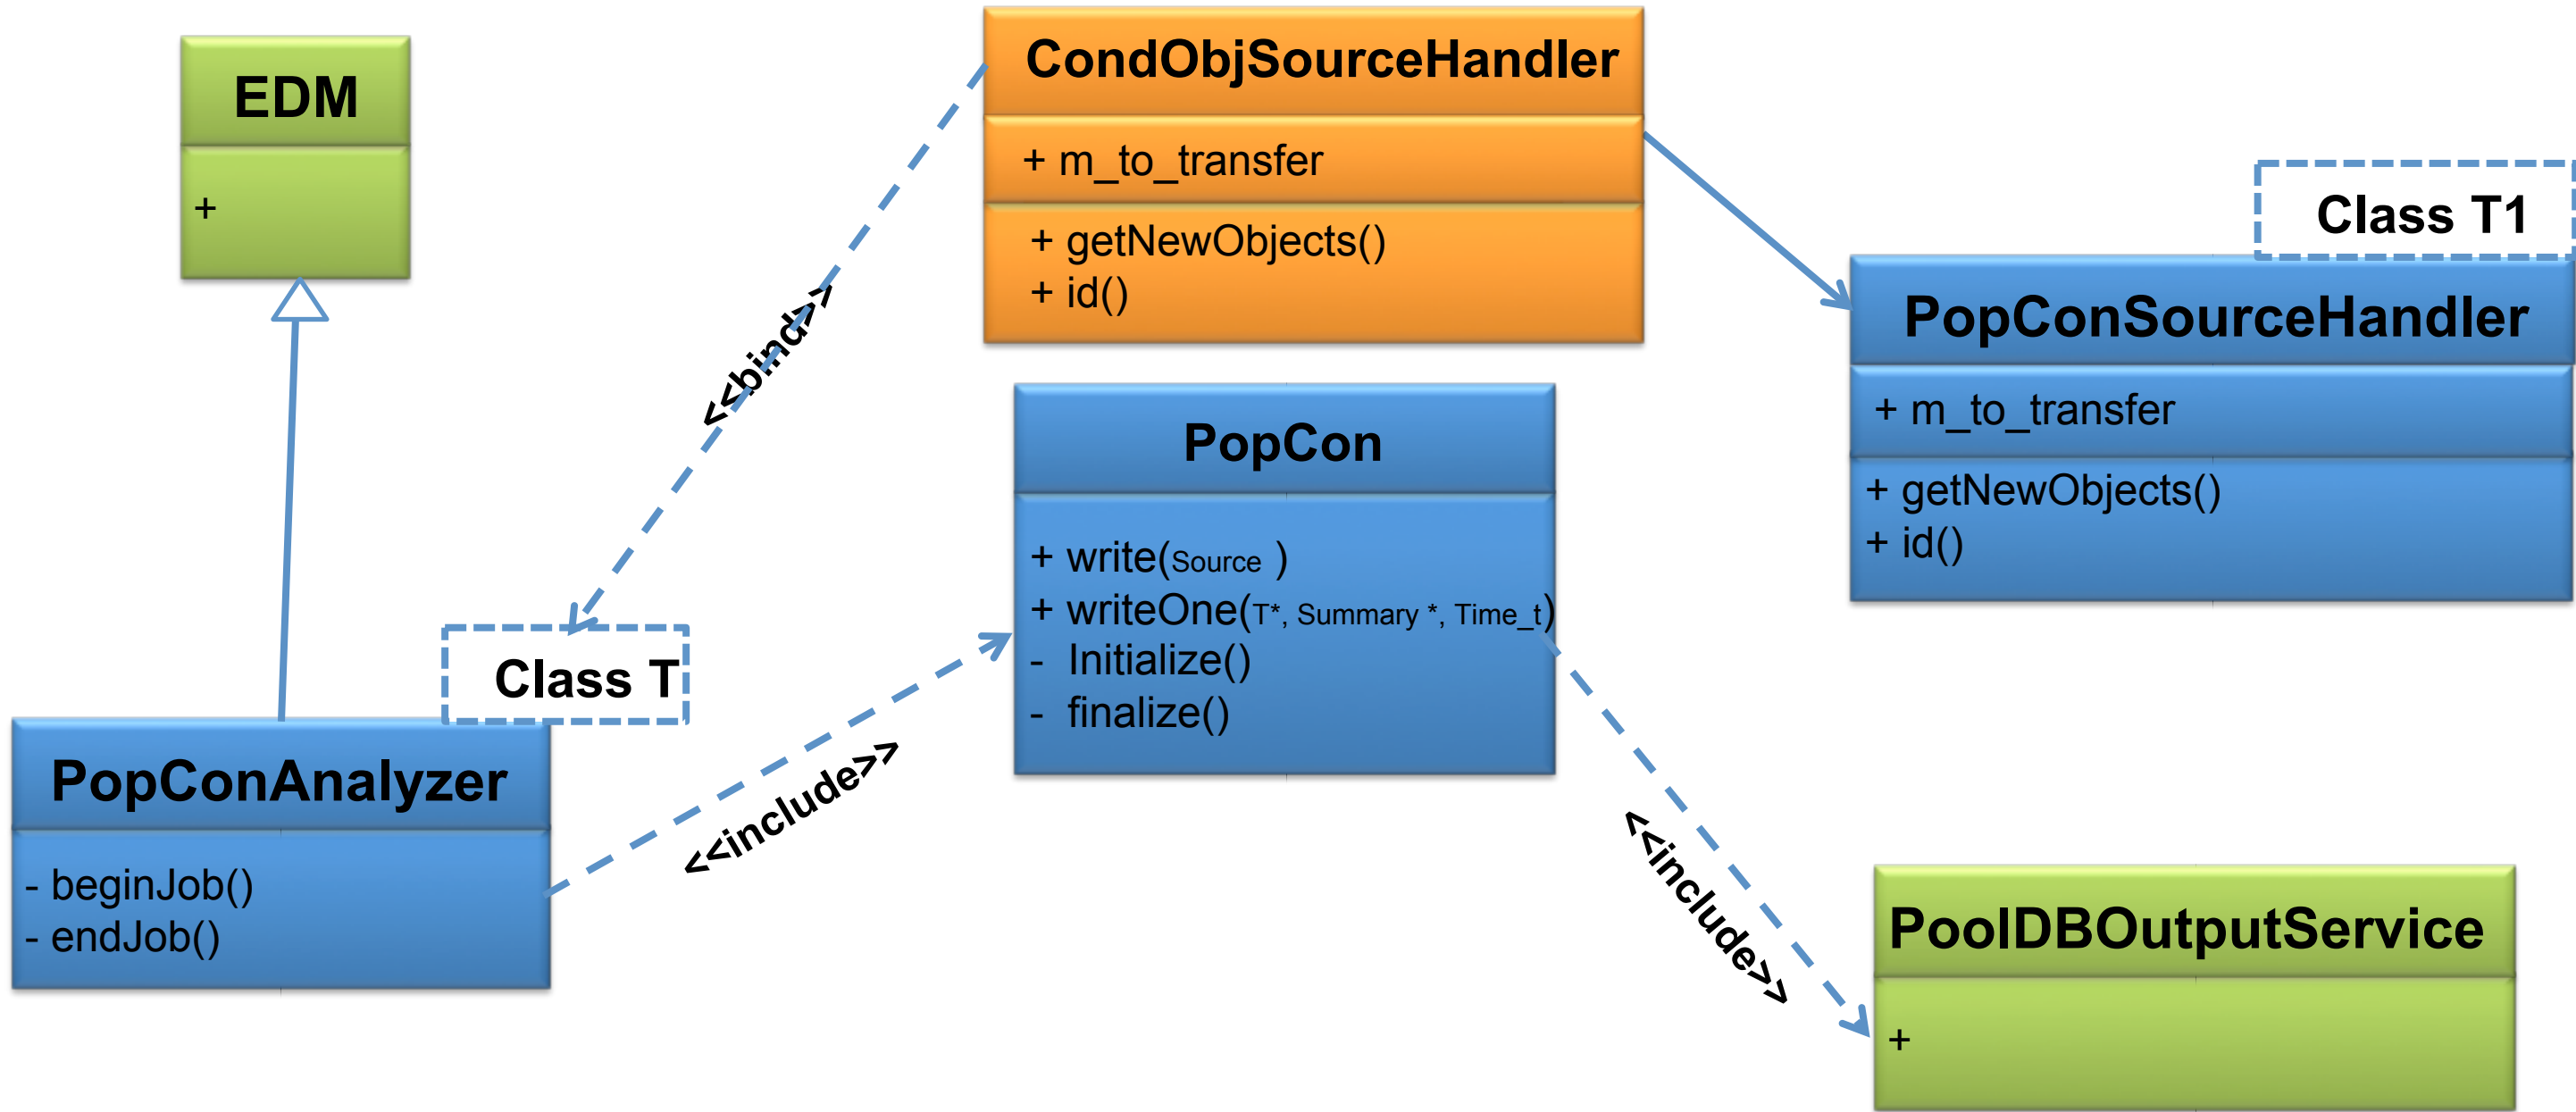 EDM
+
CondObjSourceHandler
+ m_to_transfer
+ getNewObjects()
+ id()
Class T1
PopConSourceHandler
+ m_to_transfer
+ getNewObjects()
+ id()
<<bind>>
PopCon
+ write(Source )
+ writeOne(T*, Summary *, Time_t)
- Initialize()
- finalize()
Class T
PopConAnalyzer
- beginJob()
- endJob()
<<include>>
<<include>>
PoolDBOutputService
+